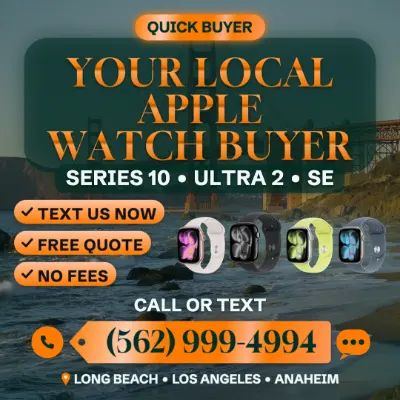 QUICK BUYER
YOUR LOCAL
APPLE
WATCH BUYER
SERIES 10 • ULTRA 2 • SE
TEXT US NOW
FREE QUOTE
NO FEES
CALL OR TEXT
(562) 999-4994
LONG BEACH • LOS ANGELES • ANAHEIM